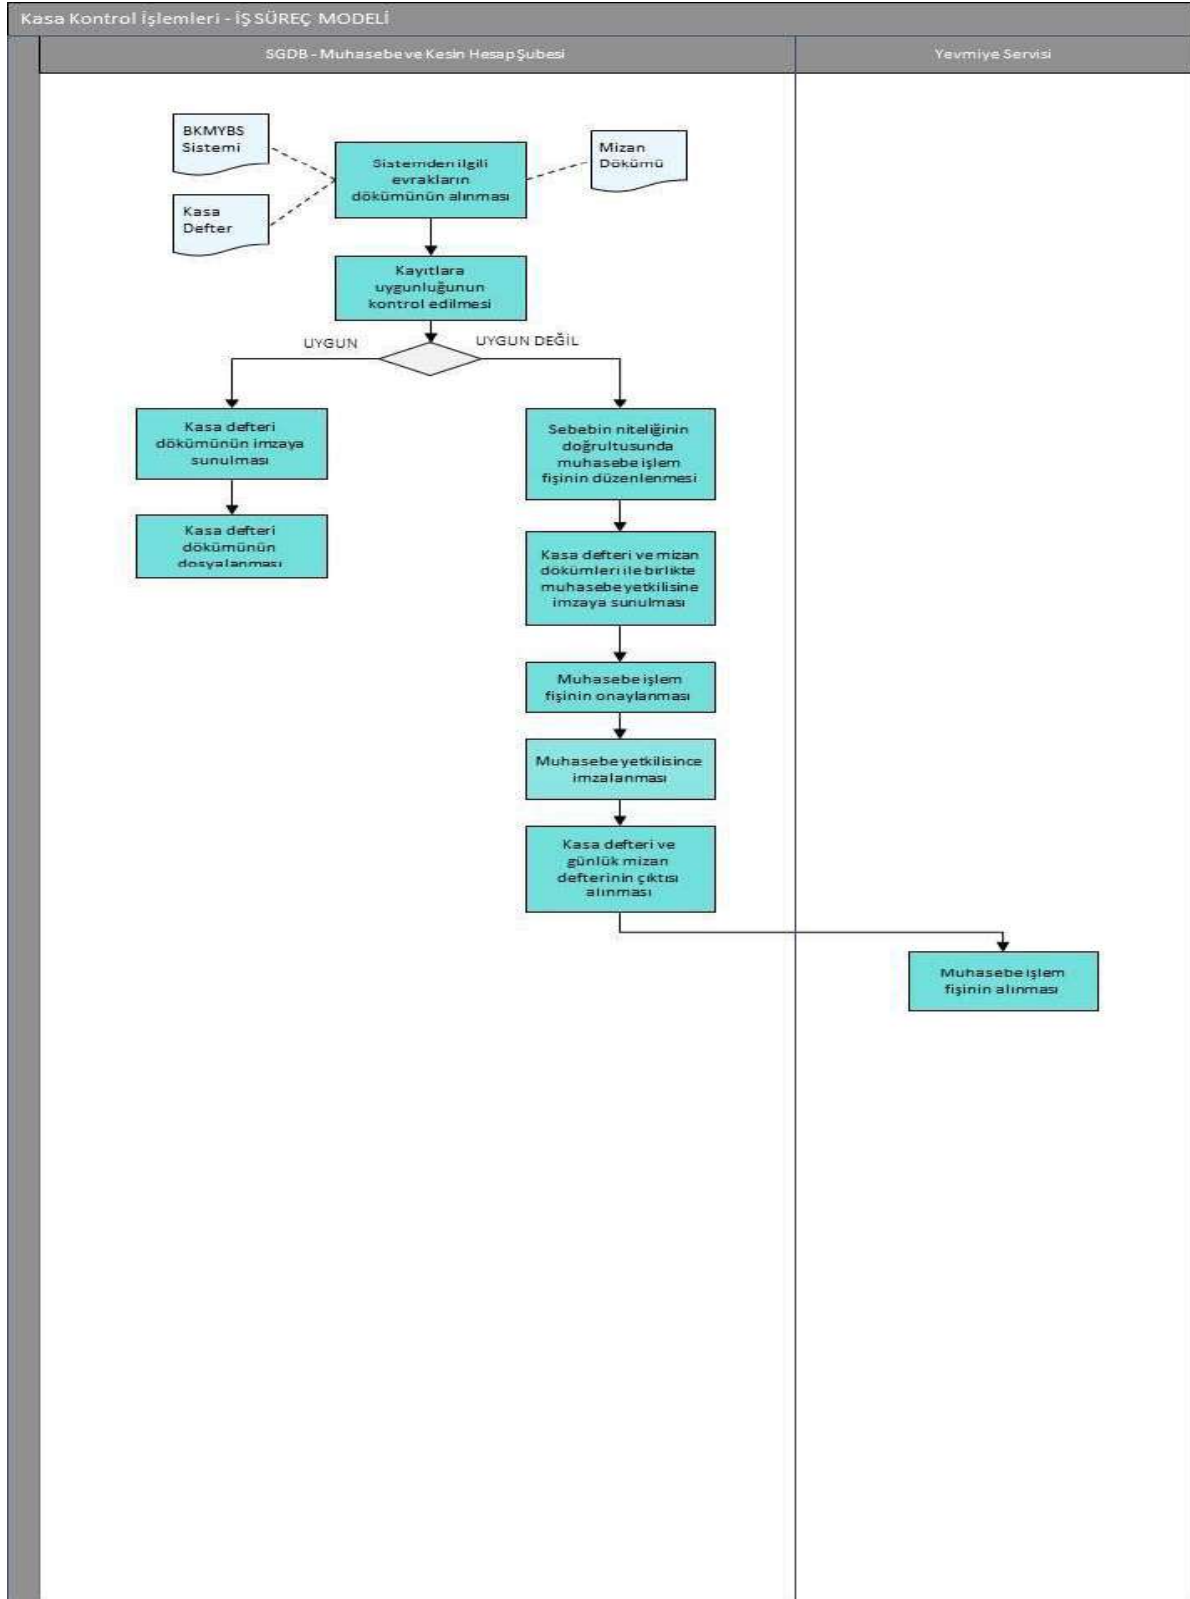 Kasa Kontrol İşlemleri - İŞ SÜREÇ MODELİ
SGDB - Muhasebe ve Kesin Hesap Şubesi
Yevmiye Servisi
BKMYBS
Sistemi
Kasa
Defter
Sistemden ilgili
evrakların
dökümünün alınması
Mizan
Dökümü
Kayıtlara
uygunluğunun
kontrol edilmesi
UYGUN
UYGUN DEĞİL
Kasa defteri
dökümünün imzaya
sunulması
Kasa defteri
dökümünün
dosyalanması
Sebebin niteliğinin
doğrultusunda
muhasebe işlem
fişinin düzenlenmesi
Kasa defteri ve mizan
dökümleri ile birlikte
muhasebe yetkilisine
imzaya sunulması
Muhasebe işlem
fişinin onaylanması
Muhasebe yetkilisince
imzalanması
Kasa defteri ve
günlük mizan
defterinin çıktısı
alınması
Muhasebe işlem
fişinin alınması